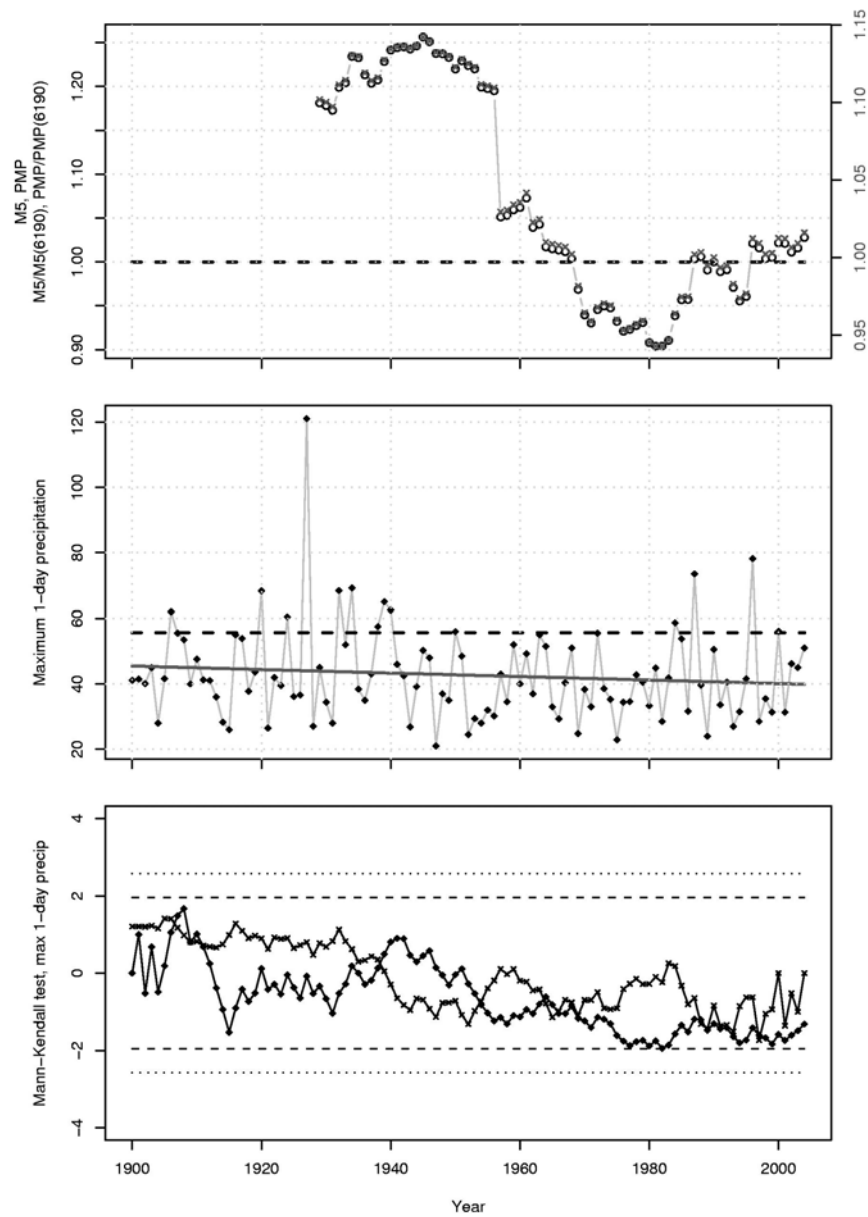 M5, PMP
M5/M5(6190), PMP/PMP(6190)
0.90 1.00 1.10 1.20
0.95 1.00 1.05 1.10 1.15
Maximum 1-day precipitation
20 40 60 80 100 120
Mann-Kendall test, max 1-day precip
-4 -2 0 2 4
1900 1920 1940 1960 1980 2000
Year